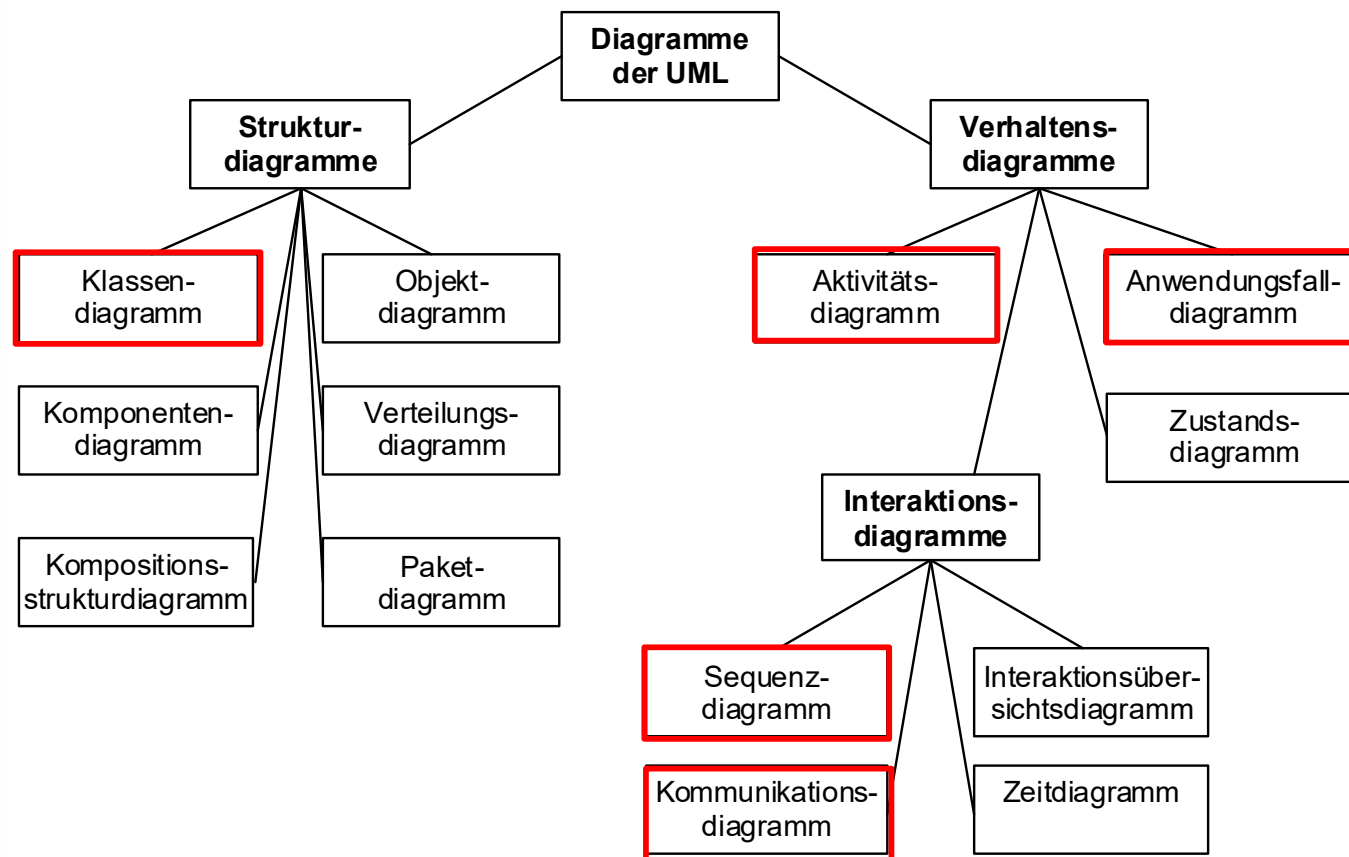 Diagramme
der UML
Struktur-
diagramme
Verhaltens-
diagramme
Klassen-
diagramm
Objekt-
diagramm
Aktivitäts-
diagramm
Anwendungsfall-
diagramm
Komponenten-
diagramm
Verteilungs-
diagramm
Zustands-
diagramm
Interaktions-
diagramme
Kompositions-
strukturdiagramm
Paket-
diagramm
Sequenz-
diagramm
Interaktionsüber-
sichtsdiagramm
Kommunikations-
diagramm
Zeitdiagramm